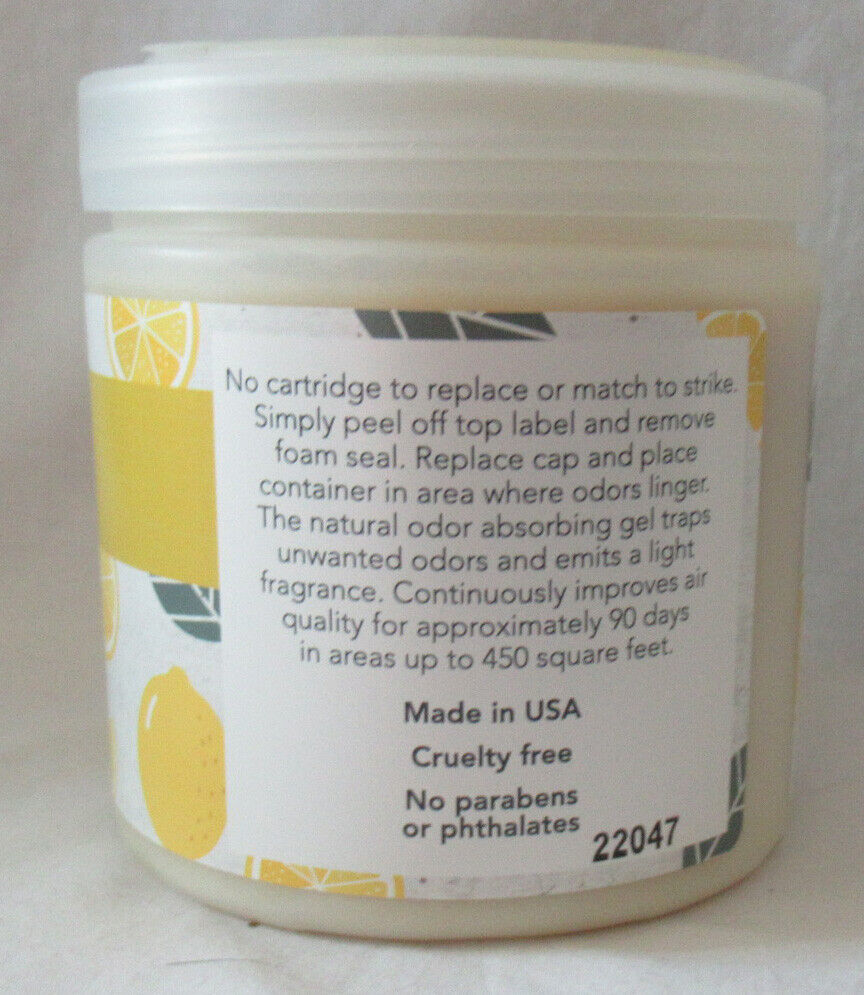 No cartridge to replace or match to strike.
Simply peel off top label and remove
foam seal. Replace cap and place
container in area where odors linger.
The natural odor absorbing gel traps
unwanted odors and emits a light
fragrance. Continuously improves air
quality for approximately 90 days
in areas up to 450 square feet.
Made in USA
Cruelty free
No parabens
or phthalates
22047